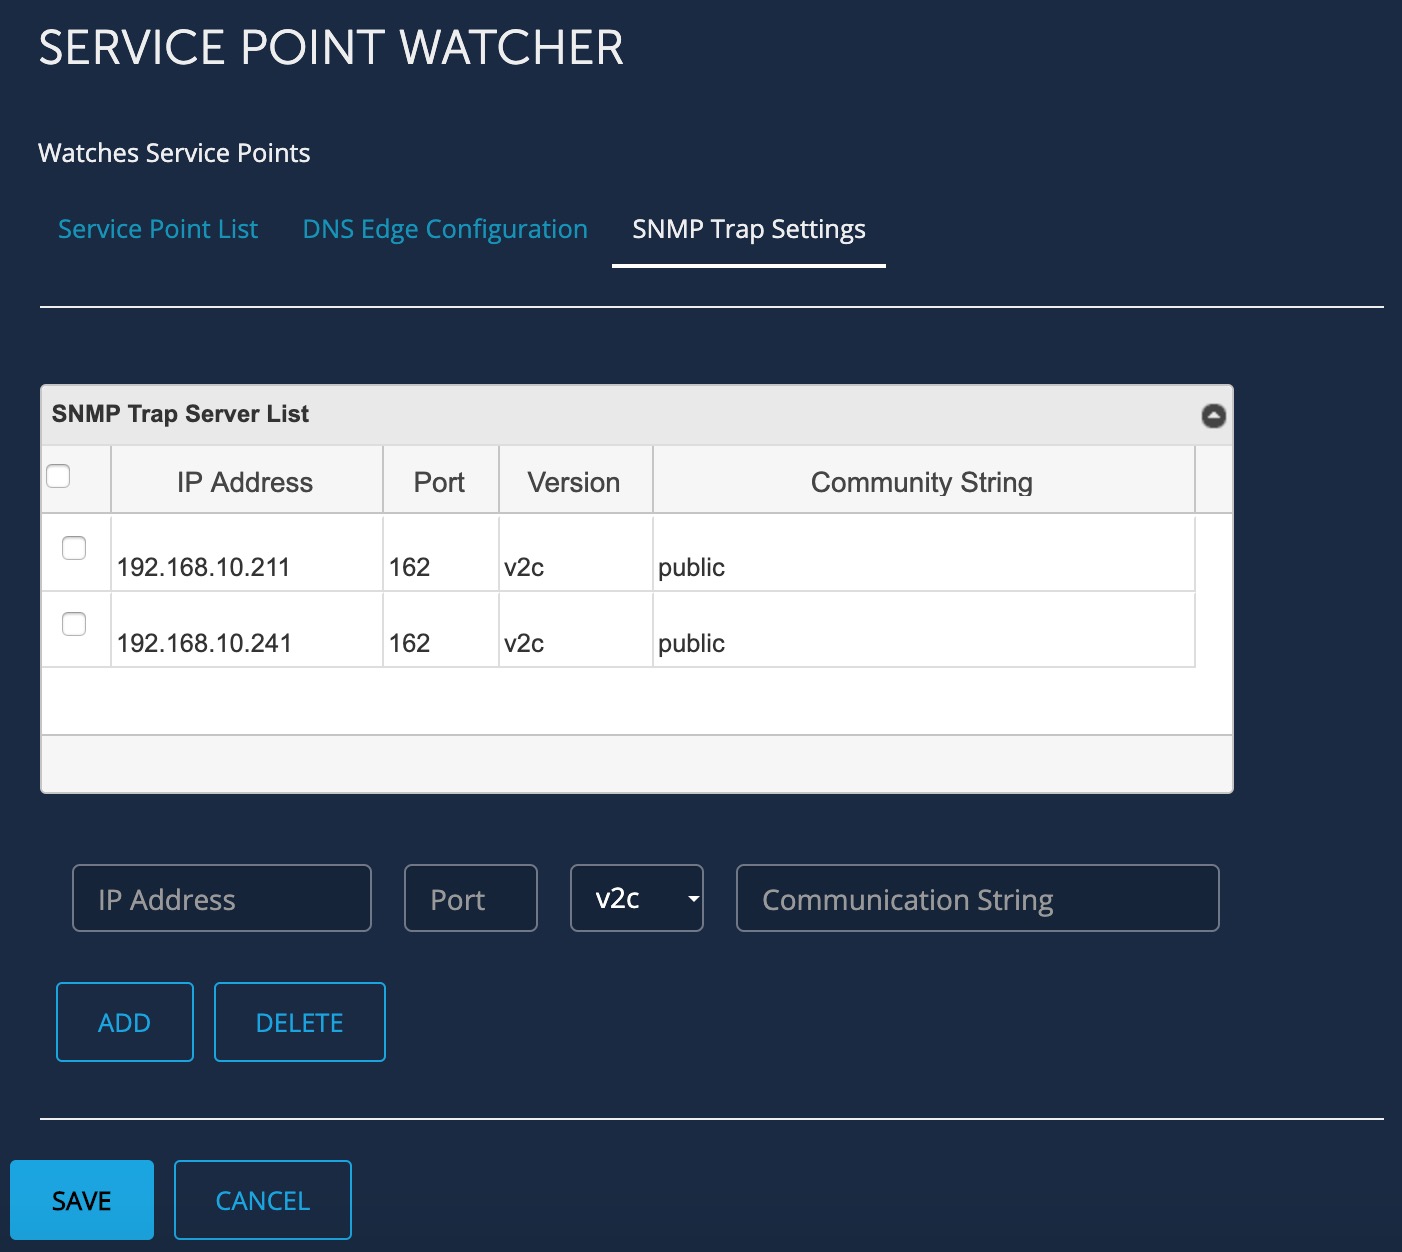 SERVICE POINT WATCHER
Watches Service Points
Service Point List DNS Edge Configuration SNMP Trap Settings
SNMP Trap Server List
IP Address Port Version Community String
192.168.10.211 162 v2c public
192.168.10.241 162 v2c public
IP Address Port v2c Communication String
ADD DELETE
SAVE CANCEL